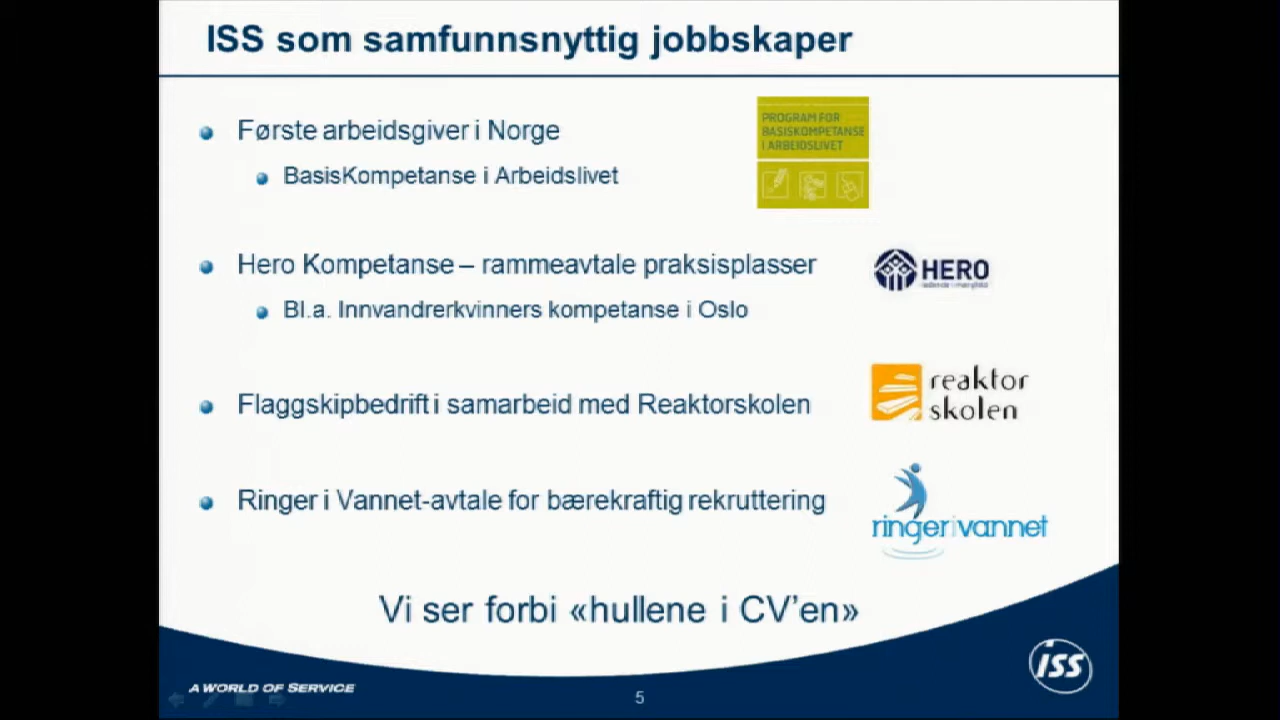 ISS som samfunnsnyttig jobbskaper
Første arbeidsgiver i Norge
BasisKompetanse i Arbeidslivet
PROGRAM FOR
BASISKOMPETANSE
I ARBEIDSLIVET
Hero Kompetanse – rammeavtale praksisplasser
HERO
Bl.a. Innvandrerkvinners kompetanse i Oslo
Flaggskipbedrift i samarbeid med Reaktorskolen
reaktor
skolen
Ringer i Vannet-avtale for bærekraftig rekruttering
ringerivannet
Vi ser forbi «hullene i CV’en»
A WORLD OF SERVICE
5
ISS